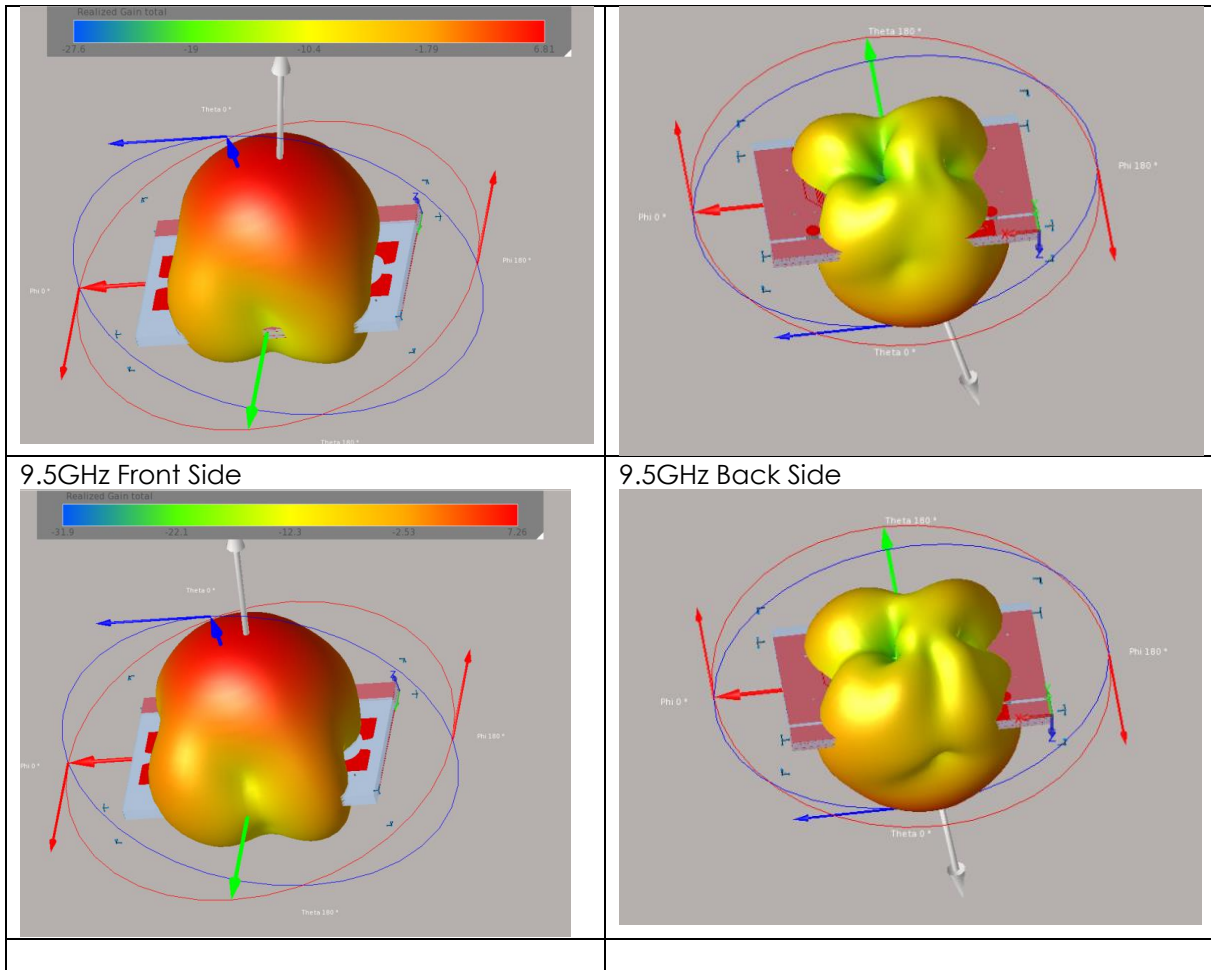 Realized Gain total
-27.6 -19 -10.4 -1.79 6.81
Theta 0 °
Phi 0 °
Phi 180 °
Theta 180 °
Z
Theta 180 °
Phi 180 °
Phi 0 °
X
Z
Theta 0 °
9.5GHz Front Side
9.5GHz Back Side
Realized Gain total
-31.9 -22.1 -12.3 -2.53 7.26
Theta 0 °
Phi 0 °
Phi 180 °
Theta 180 °
Z
Theta 180 °
Phi 180 °
Phi 0 °
X
Z
Theta 0 °